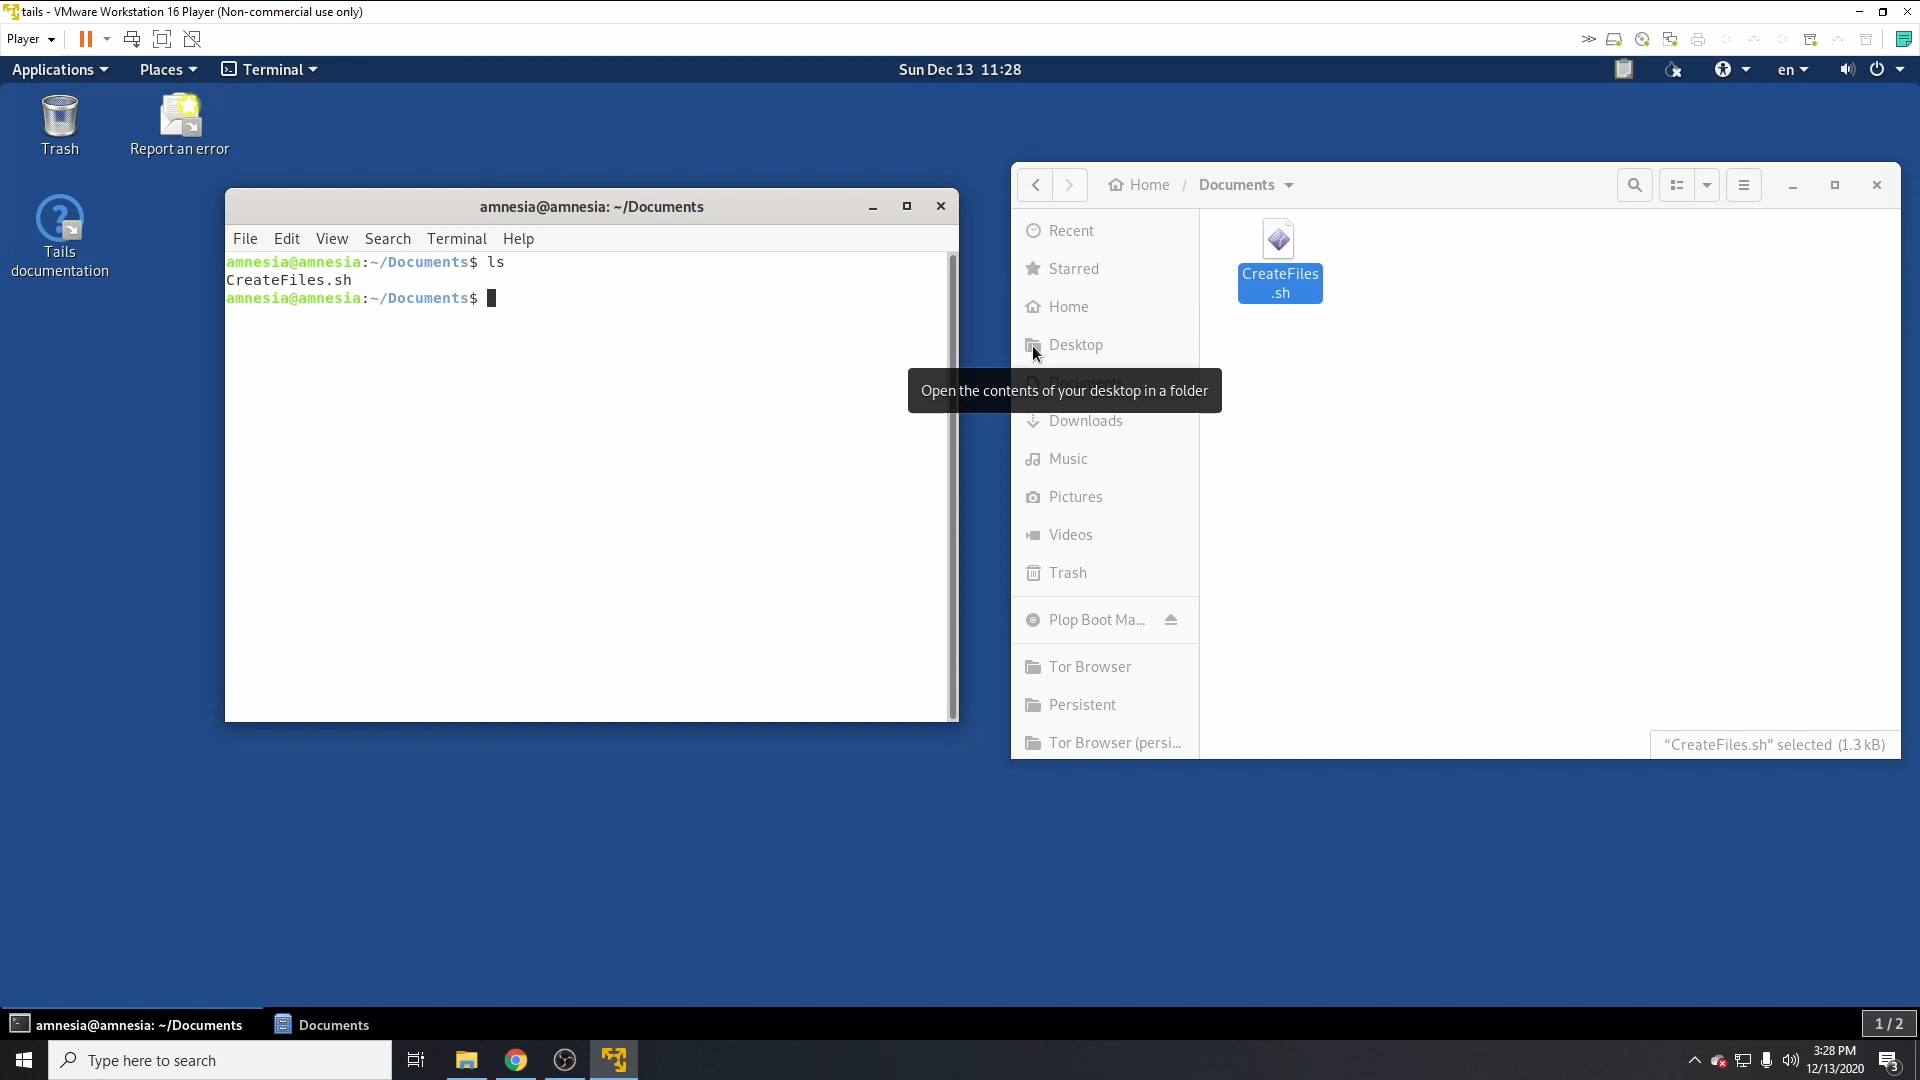 tails - VMware Workstation 16 Player (Non-commercial use only)
Player
Applications
Places
Terminal
Sun Dec 13 11:28
en
Trash
Report an error
Tails
documentation
amnesia@amnesia: ~/Documents
File Edit View Search Terminal Help
amnesia@amnesia:~/Documents$ ls
CreateFiles.sh
amnesia@amnesia:~/Documents$
Home / Documents
Recent
Starred
Home
Desktop
Documents
Open the contents of your desktop in a folder
Downloads
Music
Pictures
Videos
Trash
Plop Boot Ma...
Tor Browser
Persistent
Tor Browser (persi...
CreateFiles
.sh
"CreateFiles.sh" selected (1.3 kB)
amnesia@amnesia: ~/Documents
Documents
1 / 2
Type here to search
3:28 PM
12/13/2020
3